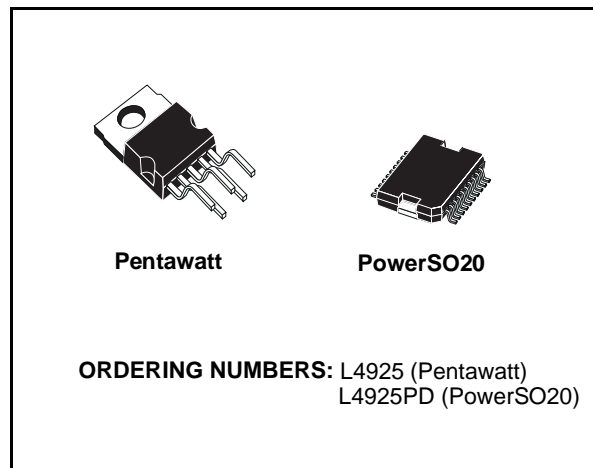 Pentawatt
PowerSO20
ORDERING NUMBERS: L4925 (Pentawatt)
L4925PD (PowerSO20)